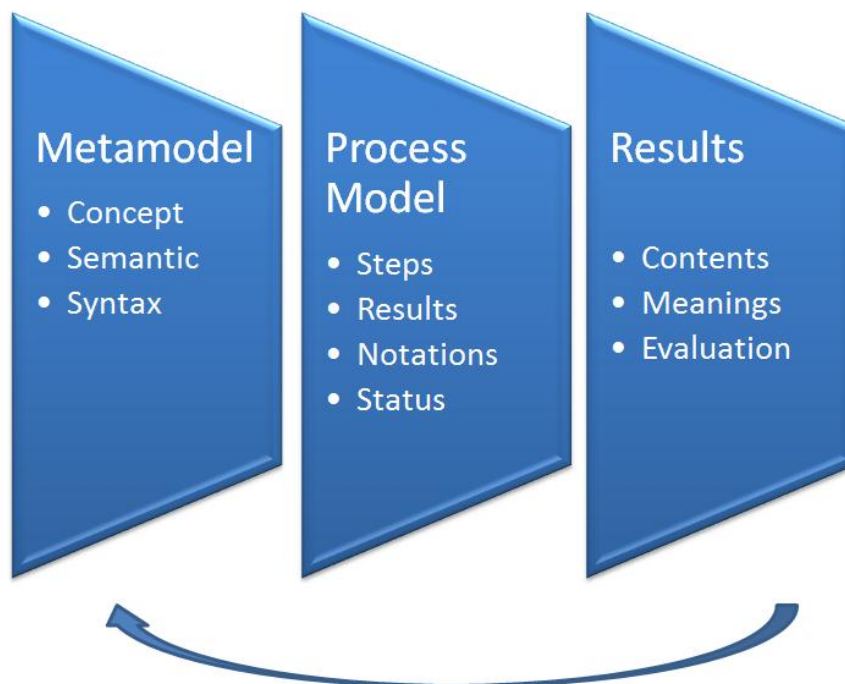 Metamodel
• Concept
• Semantic
• Syntax
Process
Model
• Steps
• Results
• Notations
• Status
Results
• Contents
• Meanings
• Evaluation